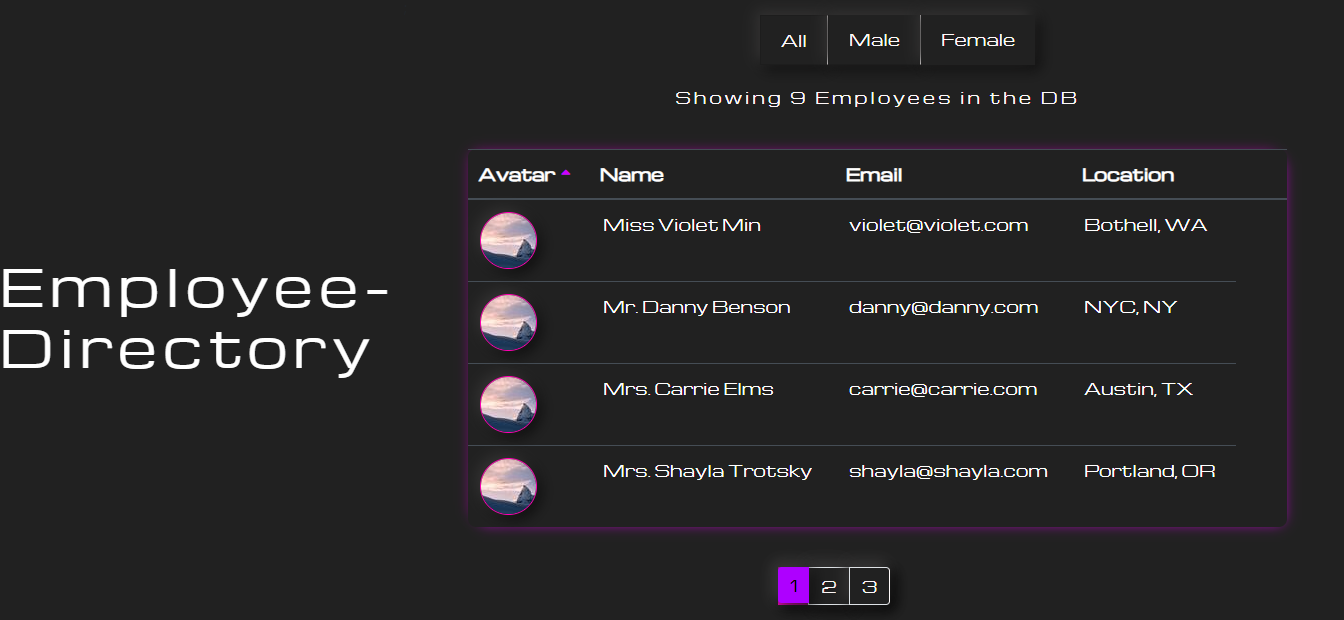 All Male Female
Showing 9 Employees in the DB
Employee-
Directory
Avatar Name Email Location
Miss Violet Min violet@violet.com Bothell, WA
Mr. Danny Benson danny@danny.com NYC, NY
Mrs. Carrie Elms carrie@carrie.com Austin, TX
Mrs. Shayla Trotsky shayla@shayla.com Portland, OR
1 2 3